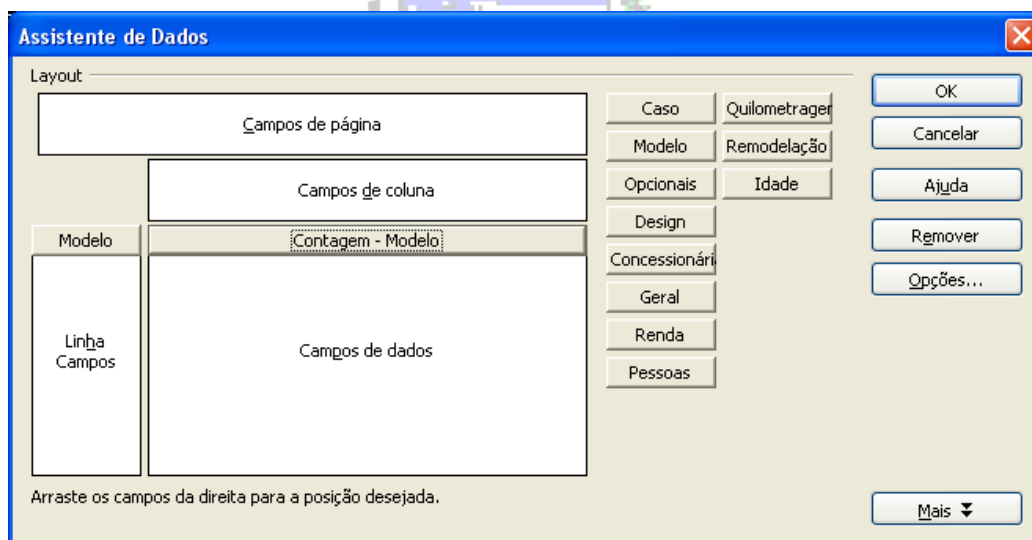 Assistente de Dados
Layout
Campos de página
Campos de coluna
Modelo
Contagem - Modelo
Linha
Campos
Campos de dados
Caso
Quilometrager
Modelo
Remodelação
Opcionais
Idade
Design
Concessionári
Geral
Renda
Pessoas
OK
Cancelar
Ajuda
Remover
Opções...
Arraste os campos da direita para a posição desejada.
Mais